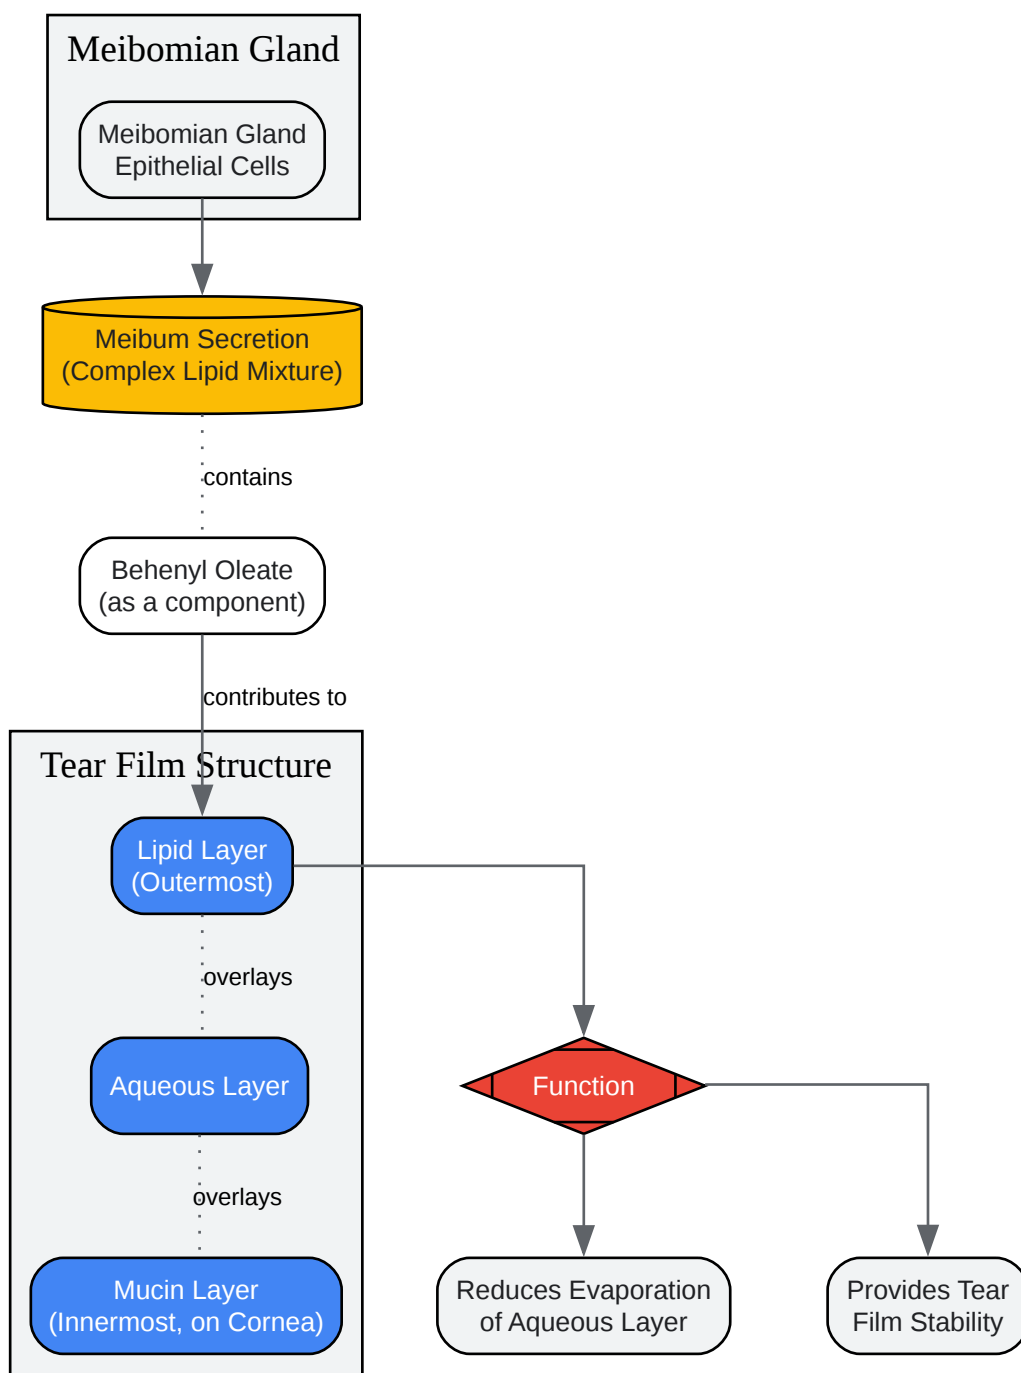 Meibomian Gland
Meibomian Gland
Epithelial Cells
Meibum Secretion
(Complex Lipid Mixture)
contains
Behenyl Oleate
(as a component)
contributes to
Tear Film Structure
Lipid Layer
(Outermost)
overlays
Aqueous Layer
Function
overlays
Mucin Layer
(Innermost, on Cornea)
Reduces Evaporation
of Aqueous Layer
Provides Tear
Film Stability